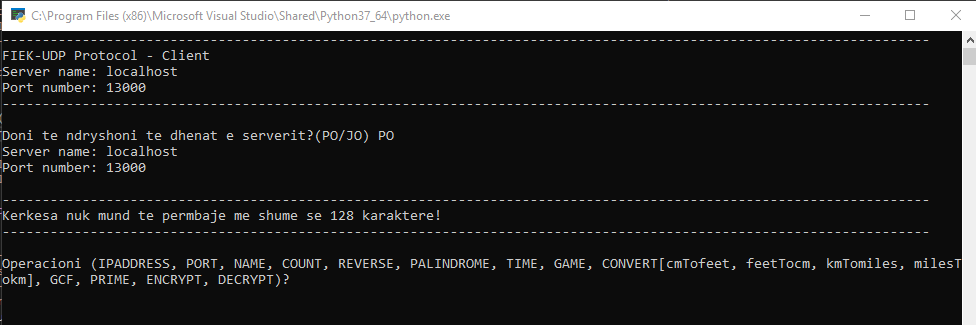 C:\Program Files (x86)\Microsoft Visual Studio\Shared\Python37_64\python.exe
--------------------------------------------------------------------------------------------------------------------
FIEK-UDP Protocol - Client
Server name: localhost
Port number: 13000
--------------------------------------------------------------------------------------------------------------------
Doni te ndryshoni te dhenat e serverit?(PO/JO) PO
Server name: localhost
Port number: 13000
--------------------------------------------------------------------------------------------------------------------
Kerkesa nuk mund te permbaje me shume se 128 karaktere!
--------------------------------------------------------------------------------------------------------------------
Operacioni (IPADDRESS, PORT, NAME, COUNT, REVERSE, PALINDROME, TIME, GAME, CONVERT[cmTofeet, feetTocm, kmTomiles, milesT
okm], GCF, PRIME, ENCRYPT, DECRYPT)?